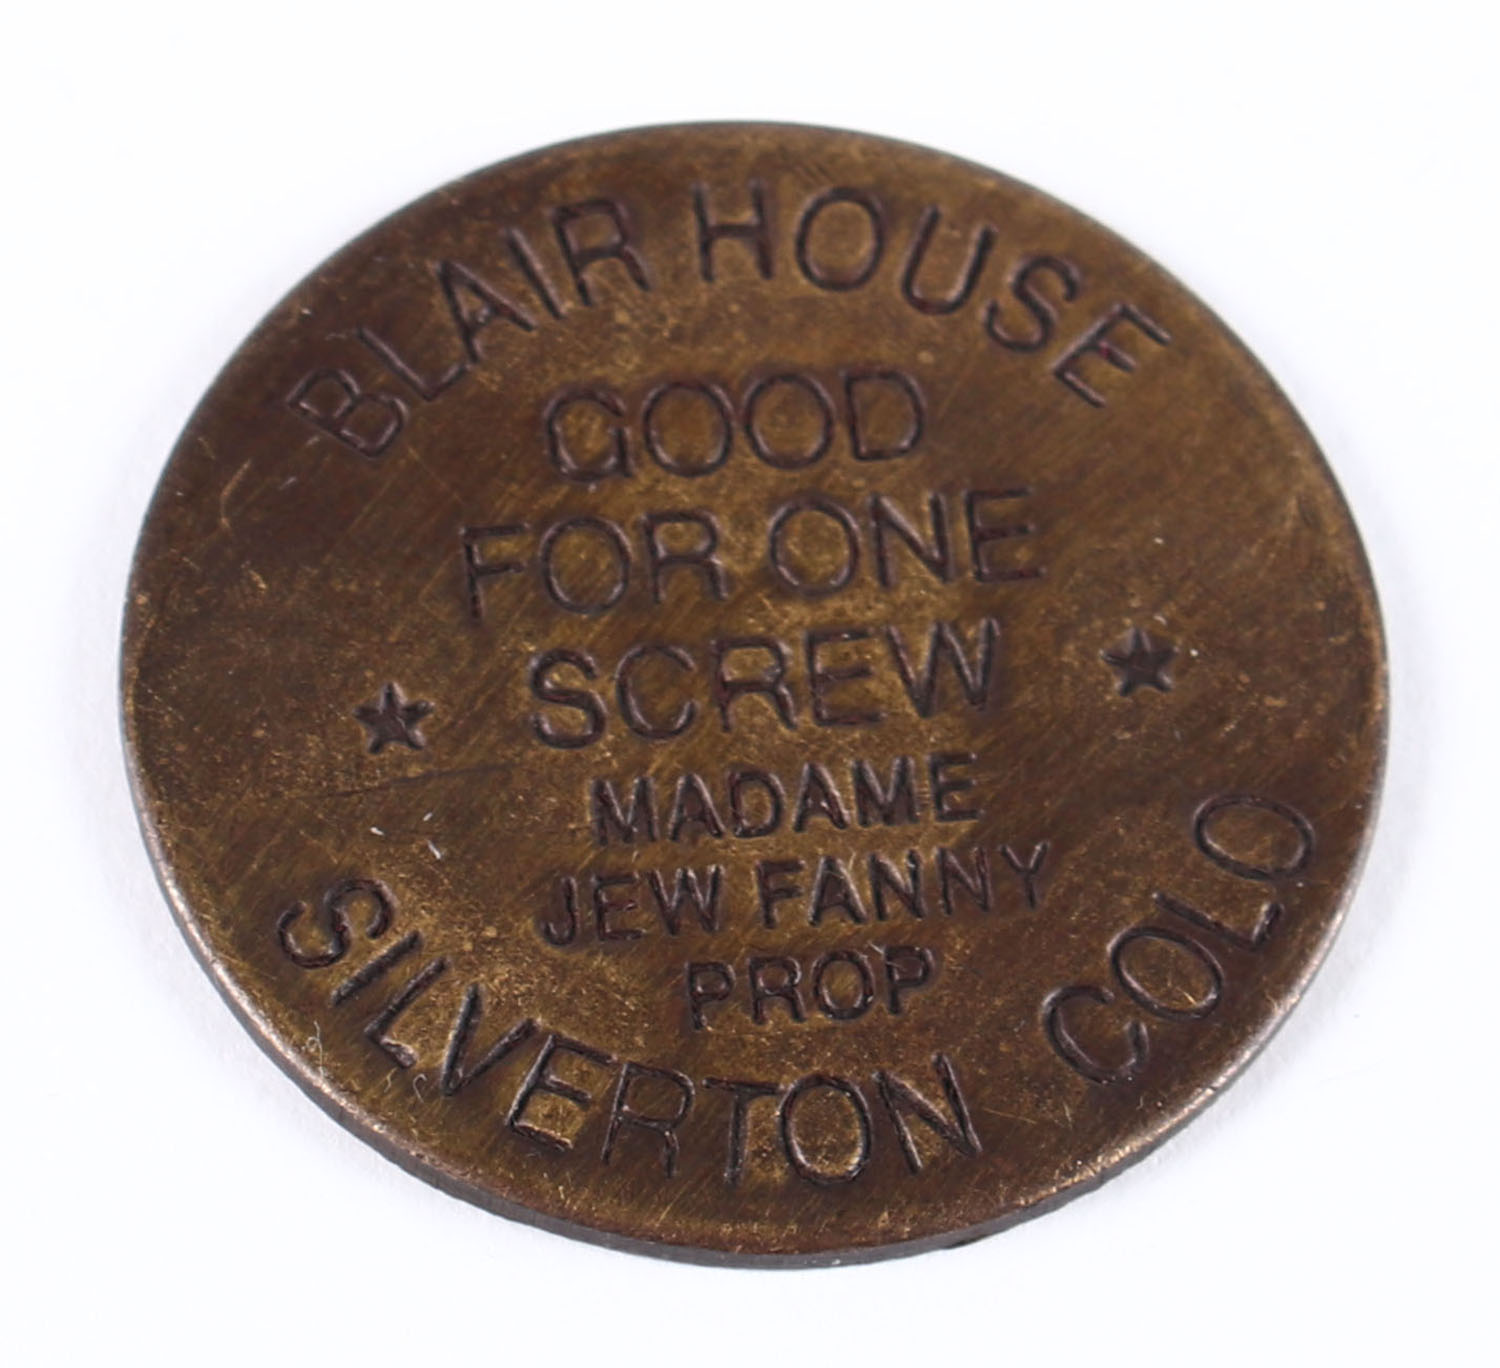 BLAIR HOUSE
GOOD
FOR ONE
SCREW
MADAME
JEW FANNY
PROP
SILVERTON COLO